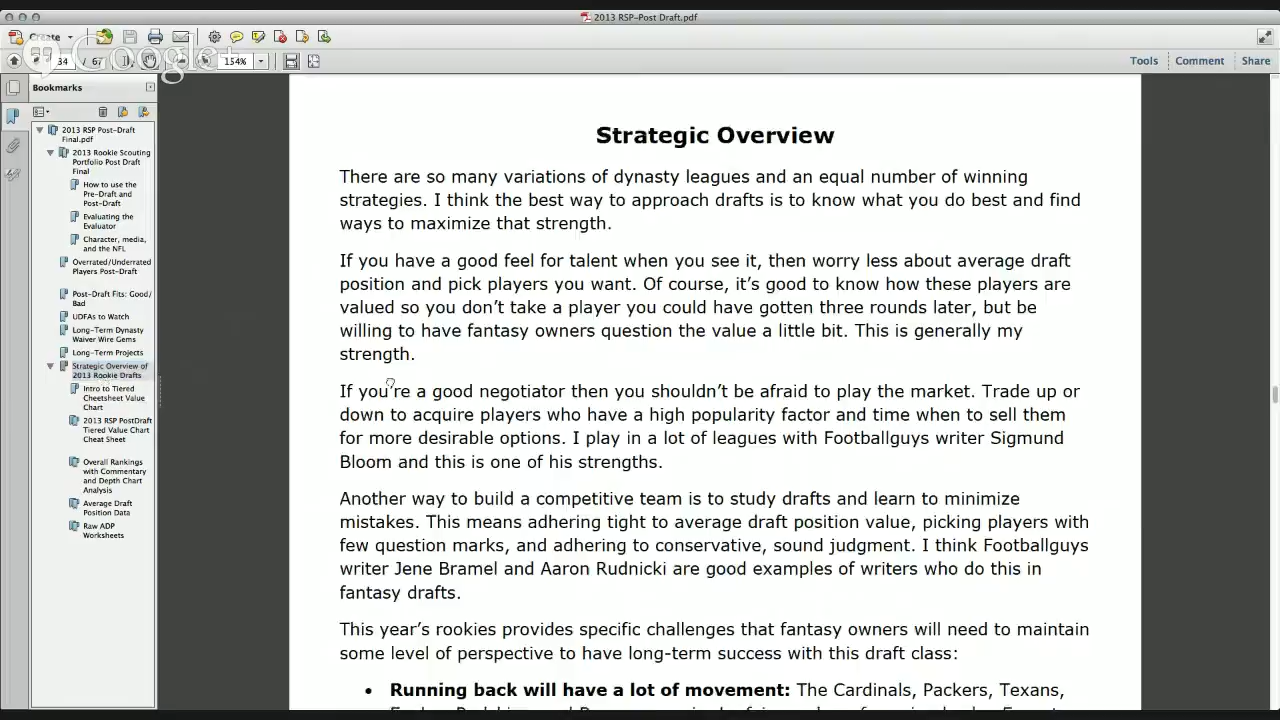 2013 RSP-Post Draft.pdf
Create
Google+
34 / 67
154%
Tools
Comment
Share
Bookmarks
2013 RSP Post-Draft
Final.pdf
2013 Rookie Scouting
Portfolio Post Draft
Final
How to use the
Pre-Draft and
Post-Draft
Evaluating the
Evaluator
Character, media,
and the NFL
Overrated/Underrated
Players Post-Draft
Post-Draft Fits: Good/
Bad
UDFAs to Watch
Long-Term Dynasty
Waiver Wire Gems
Long-Term Projects
Strategic Overview of
2013 Rookie Drafts
Intro to Tiered
Cheetsheet Value
Chart
2013 RSP PostDraft
Tiered Value Chart
Cheat Sheet
Overall Rankings
with Commentary
and Depth Chart
Analysis
Average Draft
Position Data
Raw ADP
Worksheets
Strategic Overview
There are so many variations of dynasty leagues and an equal number of winning
strategies. I think the best way to approach drafts is to know what you do best and find
ways to maximize that strength.
If you have a good feel for talent when you see it, then worry less about average draft
position and pick players you want. Of course, it's good to know how these players are
valued so you don't take a player you could have gotten three rounds later, but be
willing to have fantasy owners question the value a little bit. This is generally my
strength.
If you're a good negotiator then you shouldn't be afraid to play the market. Trade up or
down to acquire players who have a high popularity factor and time when to sell them
for more desirable options. I play in a lot of leagues with Footballguys writer Sigmund
Bloom and this is one of his strengths.
Another way to build a competitive team is to study drafts and learn to minimize
mistakes. This means adhering tight to average draft position value, picking players with
few question marks, and adhering to conservative, sound judgment. I think Footballguys
writer Jene Bramel and Aaron Rudnicki are good examples of writers who do this in
fantasy drafts.
This year's rookies provides specific challenges that fantasy owners will need to maintain
some level of perspective to have long-term success with this draft class:
• Running back will have a lot of movement: The Cardinals, Packers, Texans,